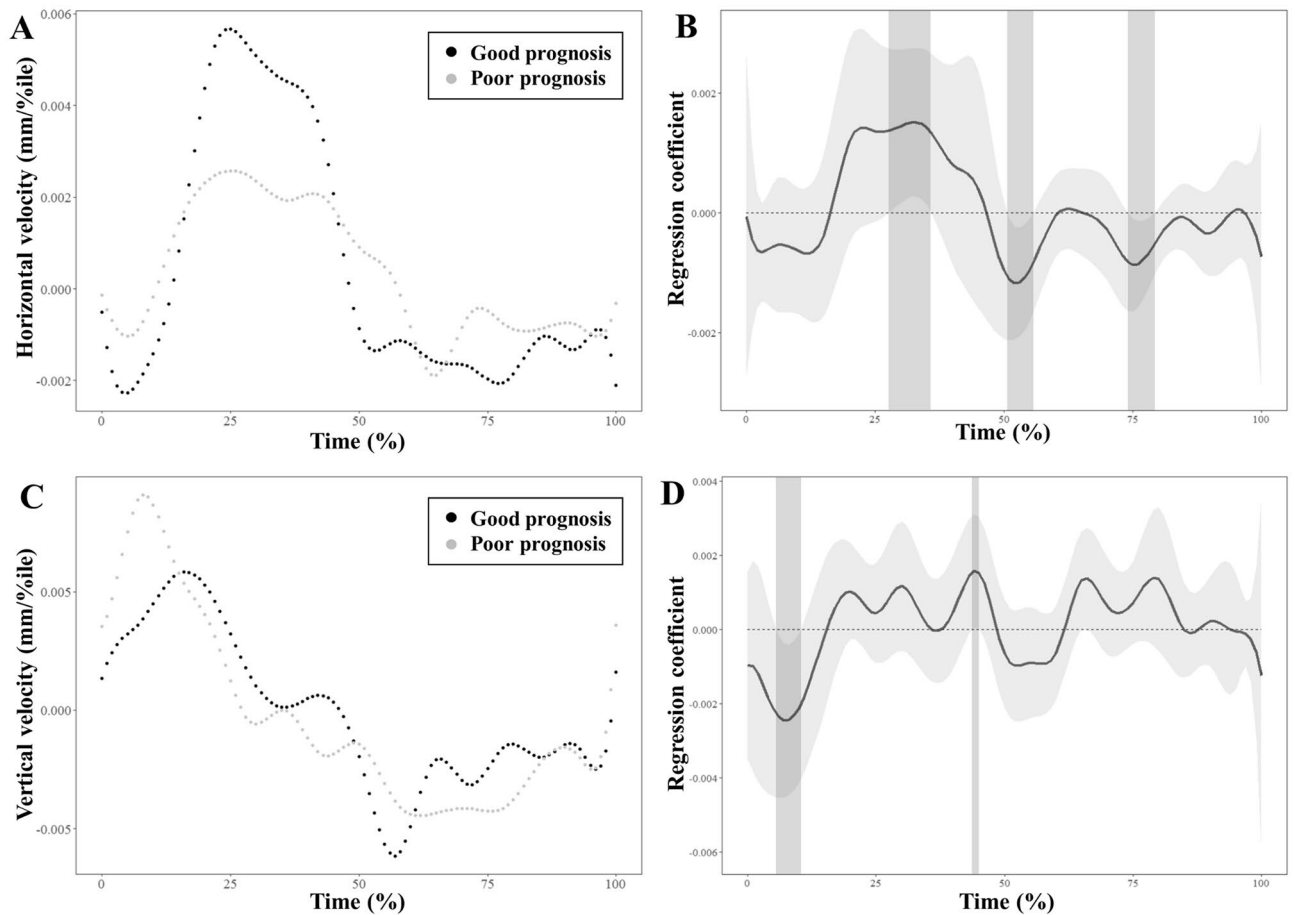 A
Horizontal velocity (mm/%ile)
0.006
0.004
0.002
0.000
-0.002
Good prognosis
Poor prognosis
0
25
50
75
100
Time (%)
B
Regression coefficient
0.002
0.000
-0.002
0
25
50
75
100
Time (%)
C
Vertical velocity (mm/%ile)
0.005
0.000
-0.005
Good prognosis
Poor prognosis
0
25
50
75
100
Time (%)
D
Regression coefficient
0.004
0.002
0.000
-0.002
-0.004
-0.006
0
25
50
75
100
Time (%)